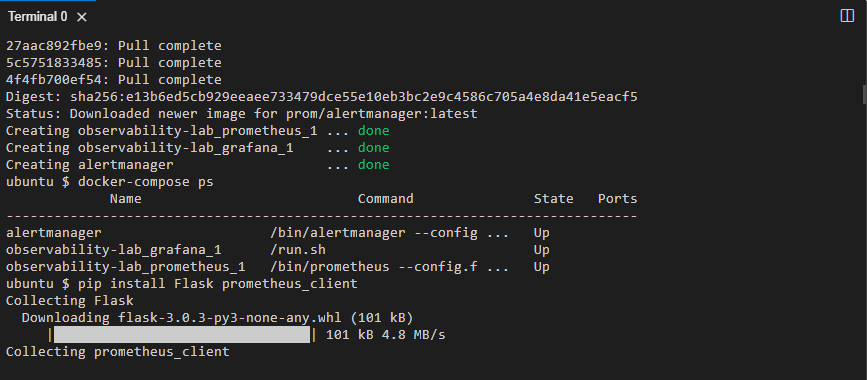 Terminal 0 ×
27aac892fbe9: Pull complete
5c5751833485: Pull complete
4f4fb700ef54: Pull complete
Digest: sha256:e13b6ed5cb929eeaee733479dce55e10eb3bc2e9c4586c705a4e8da41e5eacf5
Status: Downloaded newer image for prom/alertmanager:latest
Creating observability-lab_prometheus_1 ... done
Creating observability-lab_grafana_1    ... done
Creating alertmanager                   ... done
ubuntu $ docker-compose ps
             Name                           Command               State   Ports
--------------------------------------------------------------------------------
alertmanager                     /bin/alertmanager --config ...   Up
observability-lab_grafana_1      /run.sh                          Up
observability-lab_prometheus_1   /bin/prometheus --config.f ...   Up
ubuntu $ pip install Flask prometheus_client
Collecting Flask
  Downloading flask-3.0.3-py3-none-any.whl (101 kB)
     |████████████████████████████████| 101 kB 4.8 MB/s
Collecting prometheus_client